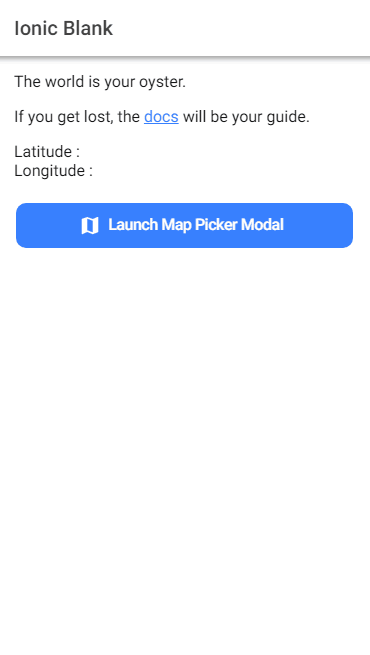 Ionic Blank
The world is your oyster.
If you get lost, the docs will be your guide.
Latitude :
Longitude :
Launch Map Picker Modal